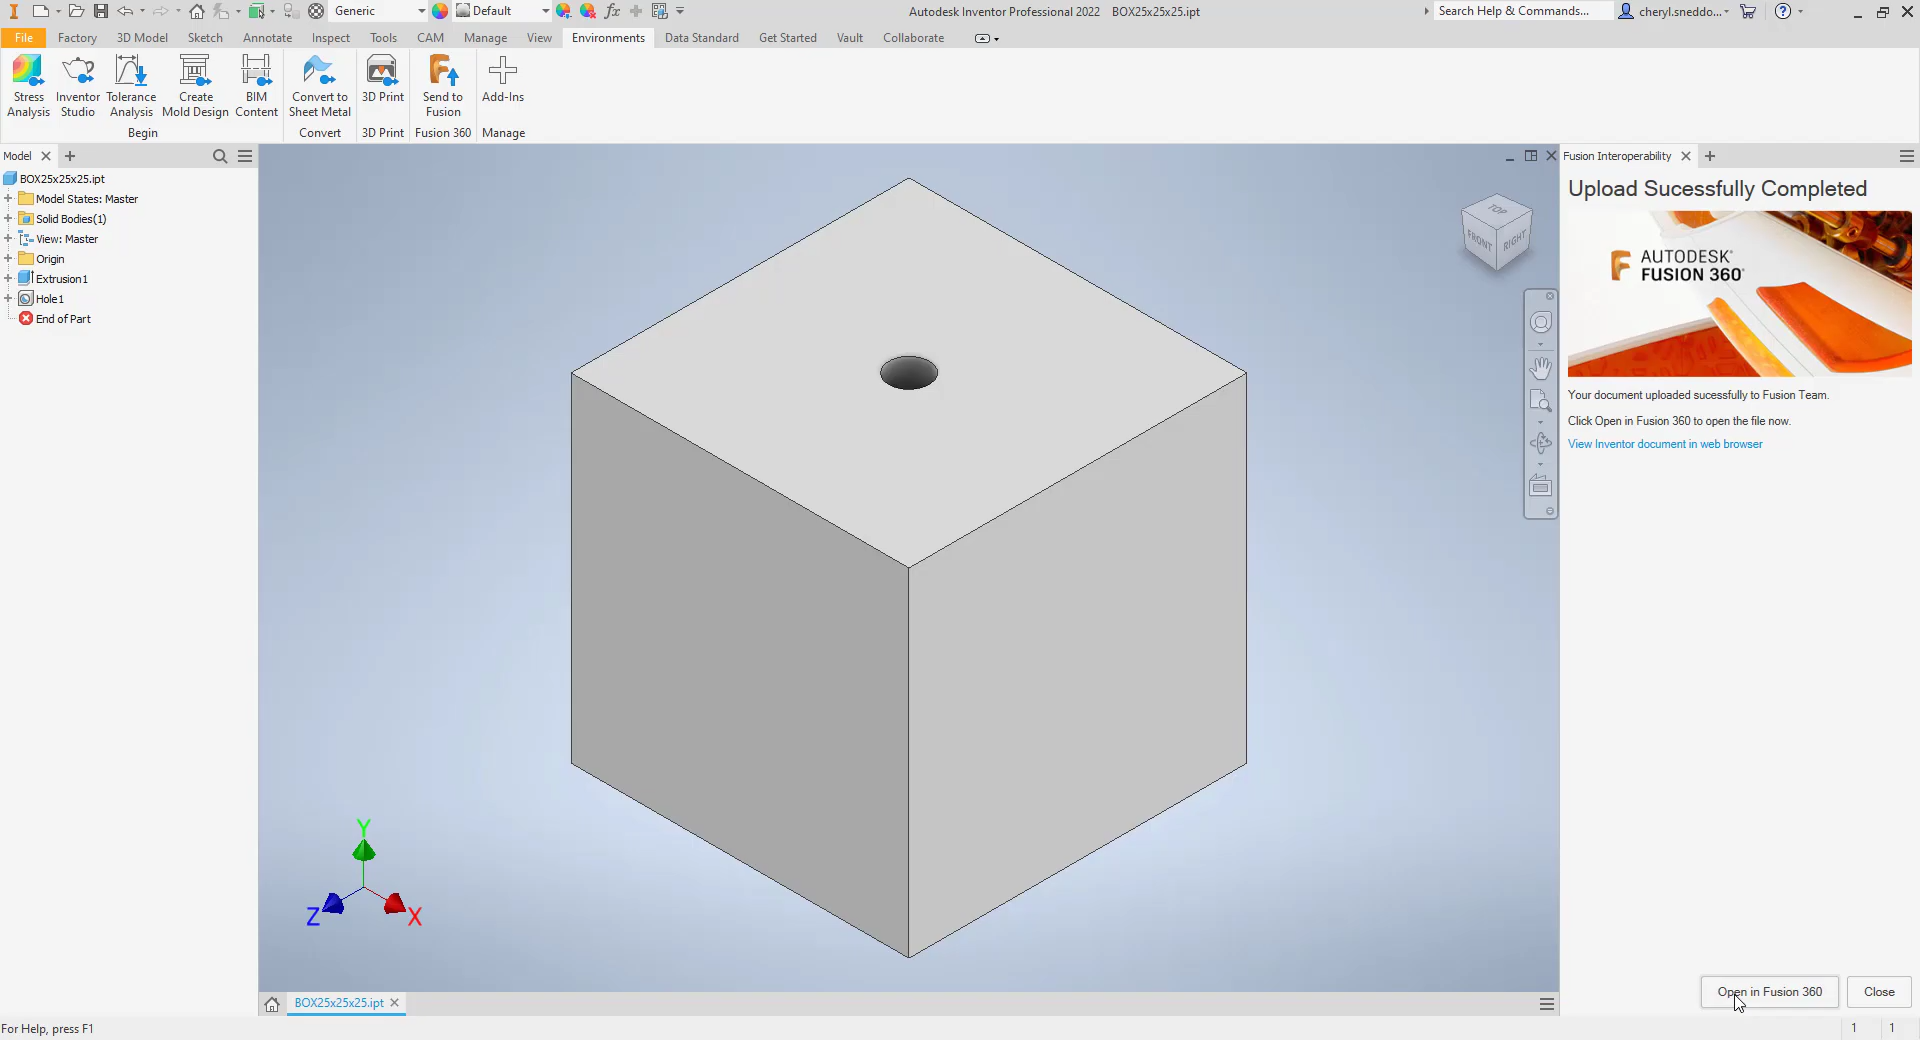 Generic
Default
fx
Autodesk Inventor Professional 2022 BOX25x25x25.ipt
Search Help & Commands...
cheryl.sneddo...
File Factory 3D Model Sketch Annotate Inspect Tools CAM Manage View Environments Data Standard Get Started Vault Collaborate
Stress Analysis
Inventor Studio
Tolerance Analysis
Create Mold Design
BIM Content
Convert to Sheet Metal
3D Print
Send to Fusion
Add-Ins
Begin Convert 3D Print Fusion 360 Manage
Model
BOX25x25x25.ipt
Model States: Master
Solid Bodies(1)
View: Master
Origin
Extrusion1
Hole1
End of Part
TOP
FRONT
RIGHT
Y
Z
X
Fusion Interoperability
Upload Sucessfully Completed
AUTODESK®
FUSION 360®
Your document uploaded sucessfully to Fusion Team.
Click Open in Fusion 360 to open the file now.
View Inventor document in web browser
Open in Fusion 360
Close
BOX25x25x25.ipt
For Help, press F1
1 1